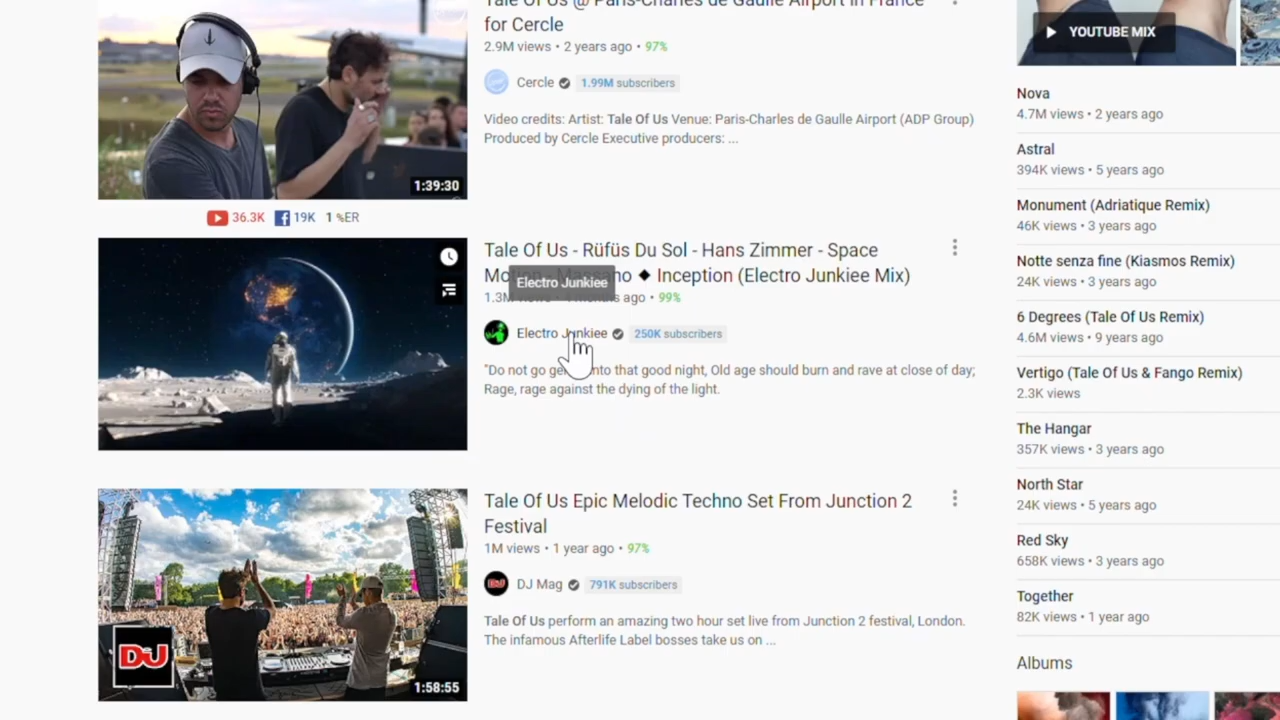 Tale Of Us @ Paris-Charles de Gaulle Airport in France
for Cercle
2.9M views • 2 years ago • 97%
Cercle 1.99M subscribers
Video credits: Artist: Tale Of Us Venue: Paris-Charles de Gaulle Airport (ADP Group)
Produced by Cercle Executive producers: ...
1:39:30
36.3K 19K 1 %ER
Tale Of Us - Rüfüs Du Sol - Hans Zimmer - Space
Motion - Massano ◆ Inception (Electro Junkiee Mix)
Electro Junkiee
1.3M ago • 99%
Electro Junkiee 250K subscribers
"Do not go into that good night, Old age should burn and rave at close of day;
Rage, rage against the dying of the light.
Tale Of Us Epic Melodic Techno Set From Junction 2
Festival
1M views • 1 year ago • 97%
DJ Mag 791K subscribers
Tale Of Us perform an amazing two hour set live from Junction 2 festival, London.
The infamous Afterlife Label bosses take us on ...
DJ
1:58:55
YOUTUBE MIX
Nova
4.7M views • 2 years ago
Astral
394K views • 5 years ago
Monument (Adriatique Remix)
46K views • 3 years ago
Notte senza fine (Kiasmos Remix)
24K views • 3 years ago
6 Degrees (Tale Of Us Remix)
4.6M views • 9 years ago
Vertigo (Tale Of Us & Fango Remix)
2.3K views
The Hangar
357K views • 3 years ago
North Star
24K views • 5 years ago
Red Sky
658K views • 3 years ago
Together
82K views • 1 year ago
Albums